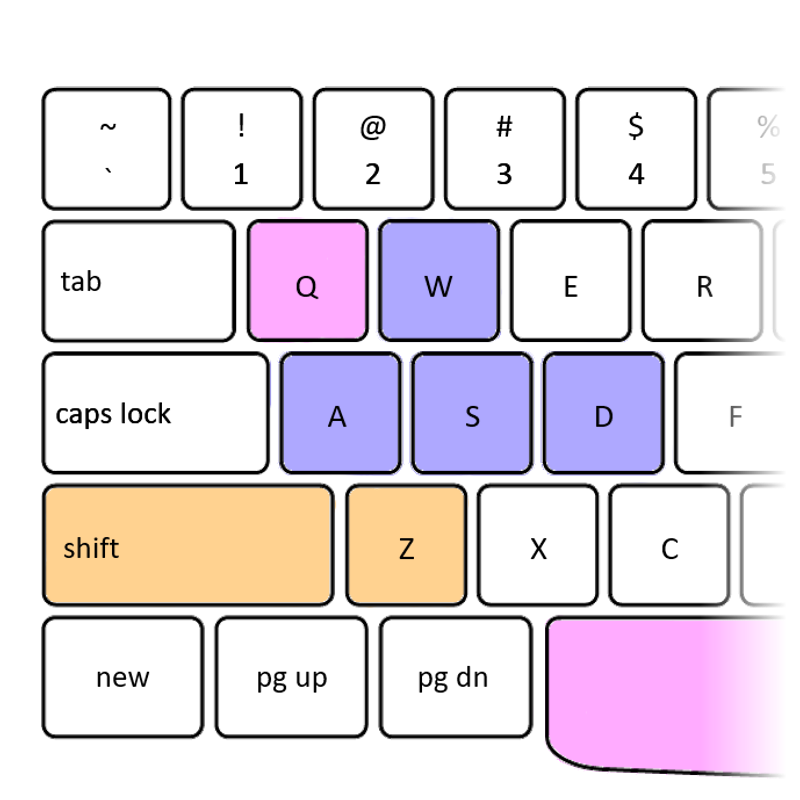 ~ ! @ # $ %
` 1 2 3 4 5
tab Q W E R
caps lock A S D F
shift Z X C
new pg up pg dn